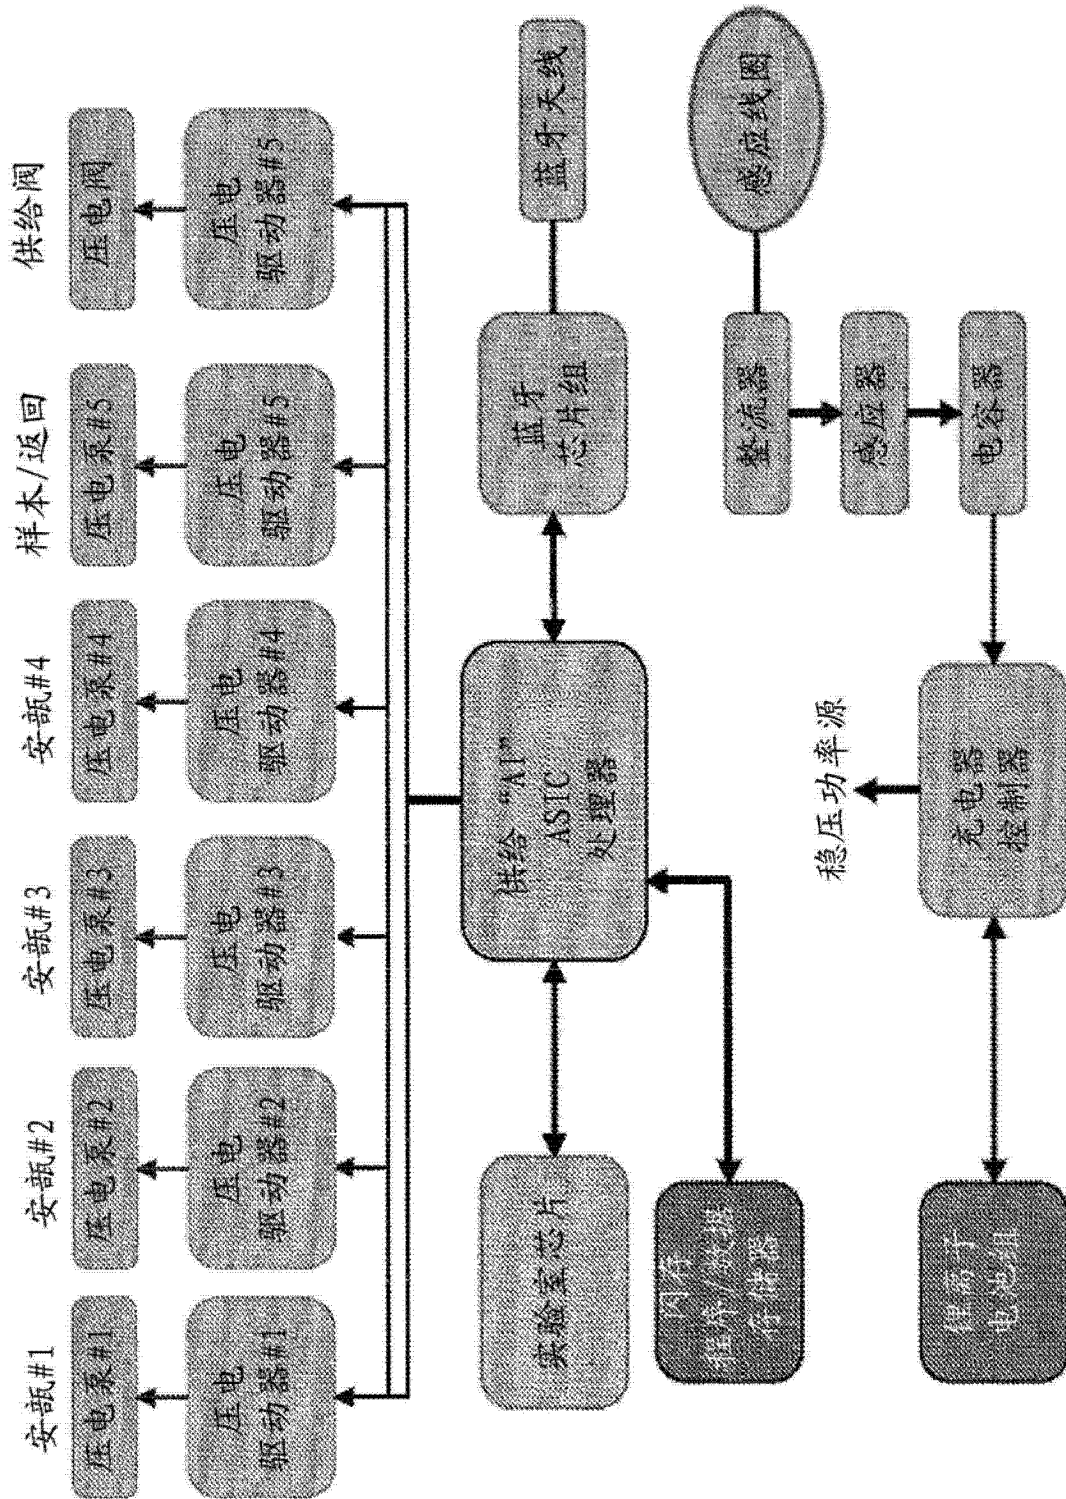 安瓿#1
安瓿#2
安瓿#3
安瓿#4
样本/返回
供给阀
压电泵#1
压电泵#2
压电泵#3
压电泵#4
压电泵#5
压电阀
压电
驱动器#1
压电
驱动器#2
压电
驱动器#3
压电
驱动器#4
压电
驱动器#5
压电
驱动器#5
实验室芯片
供给“AI”
ASIC
处理器
蓝牙
芯片组
蓝牙天线
闪存
程序/数据
存储器
稳压功率源
整流器
感应线圈
感应器
电容器
锂离子
电池组
充电器
控制器